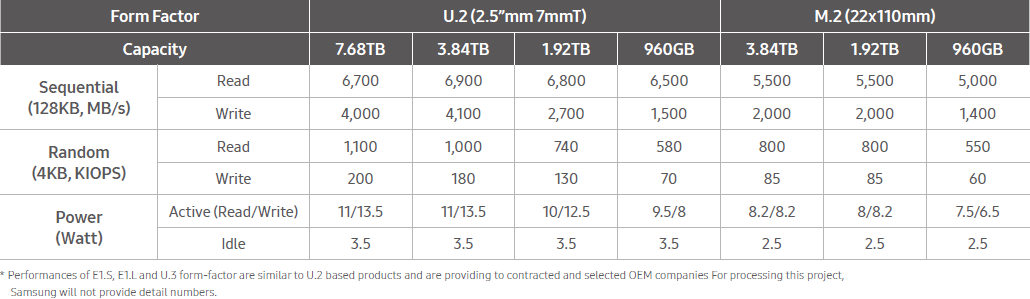 Form Factor U.2 (2.5”mm 7mmT) M.2 (22x110mm)
Capacity 7.68TB 3.84TB 1.92TB 960GB 3.84TB 1.92TB 960GB
Sequential (128KB, MB/s) Read 6,700 6,900 6,800 6,500 5,500 5,500 5,000
Write 4,000 4,100 2,700 1,500 2,000 2,000 1,400
Random (4KB, KIOPS) Read 1,100 1,000 740 580 800 800 550
Write 200 180 130 70 85 85 60
Power (Watt) Active (Read/Write) 11/13.5 11/13.5 10/12.5 9.5/8 8.2/8.2 8/8.2 7.5/6.5
Idle 3.5 3.5 3.5 3.5 2.5 2.5 2.5
* Performances of E1.S, E1.L and U.3 form-factor are similar to U.2 based products and are providing to contracted and selected OEM companies For processing this project,
Samsung will not provide detail numbers.